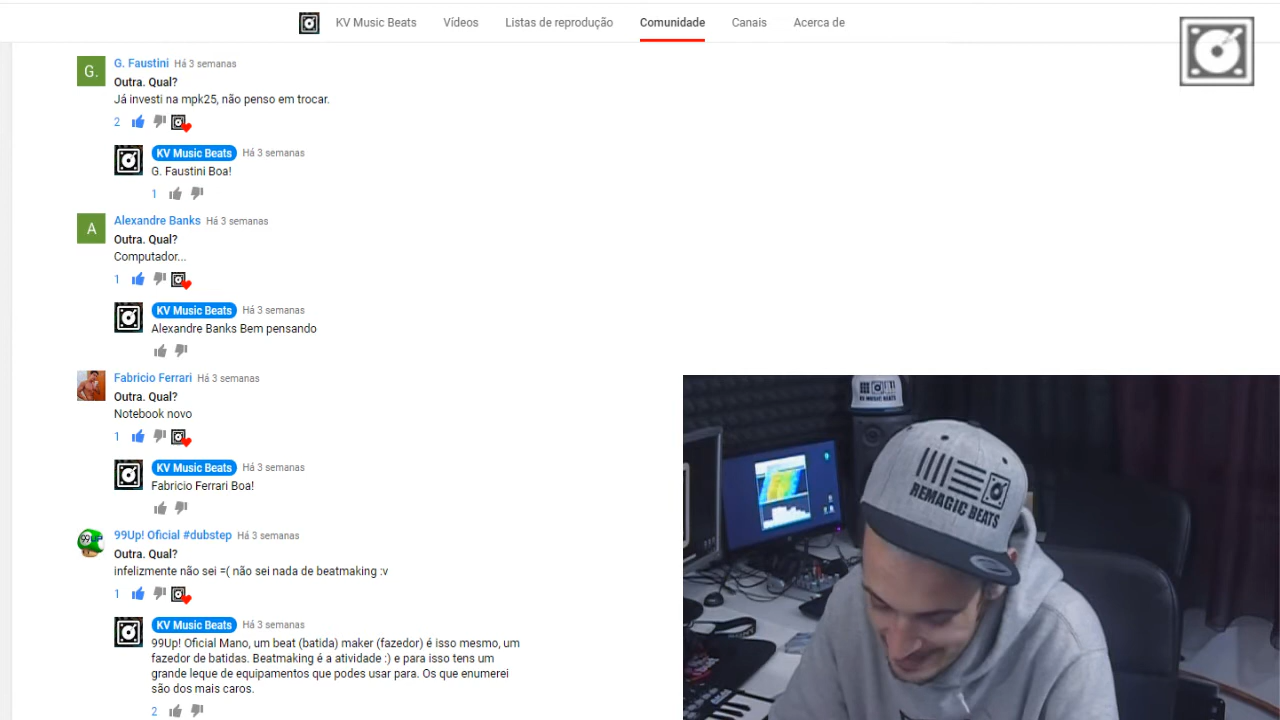 KV Music Beats Vídeos Listas de reprodução Comunidade Canais Acerca de
G. G. Faustini Há 3 semanas
Outra. Qual?
Já investi na mpk25, não penso em trocar.
2
KV Music Beats Há 3 semanas
G. Faustini Boa!
1
A Alexandre Banks Há 3 semanas
Outra. Qual?
Computador...
1
KV Music Beats Há 3 semanas
Alexandre Banks Bem pensando
Fabricio Ferrari Há 3 semanas
Outra. Qual?
Notebook novo
1
KV Music Beats Há 3 semanas
Fabricio Ferrari Boa!
99Up! 99Up! Oficial #dubstep Há 3 semanas
Outra. Qual?
infelizmente não sei =( não sei nada de beatmaking :v
1
KV Music Beats Há 3 semanas
99Up! Oficial Mano, um beat (batida) maker (fazedor) é isso mesmo, um
fazedor de batidas. Beatmaking é a atividade :) e para isso tens um
grande leque de equipamentos que podes usar para. Os que enumerei
são dos mais caros.
2
REMAGIC BEATS